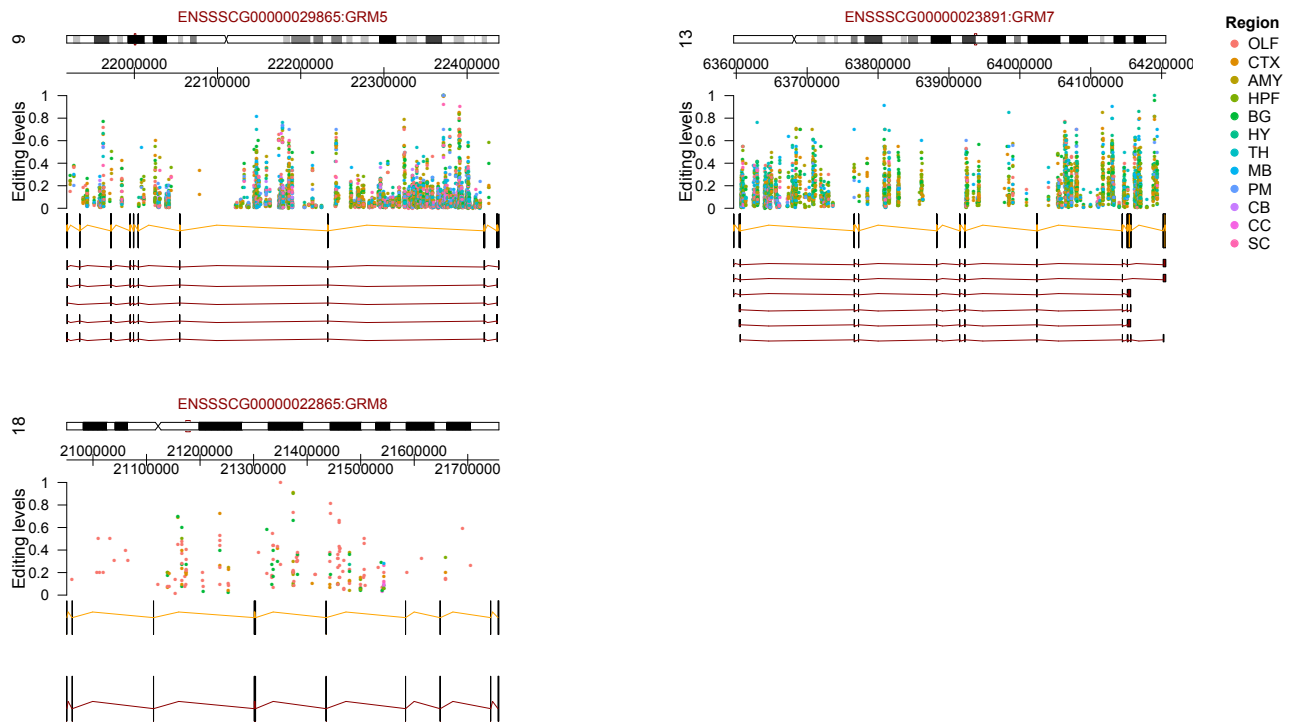 ENSSSCG00000029865:GRM5
9
22000000 22200000 22400000
22100000 22300000
Editing levels
1
0.8
0.6
0.4
0.2
0
ENSSSCG00000023891:GRM7
13
63600000 63800000 64000000 64200000
63700000 63900000 64100000
Editing levels
1
0.8
0.6
0.4
0.2
0
Region
OLF
CTX
AMY
HPF
BG
HY
TH
MB
PM
CB
CC
SC
ENSSSCG00000022865:GRM8
18
21000000 21200000 21400000 21600000
21100000 21300000 21500000 21700000
Editing levels
1
0.8
0.6
0.4
0.2
0